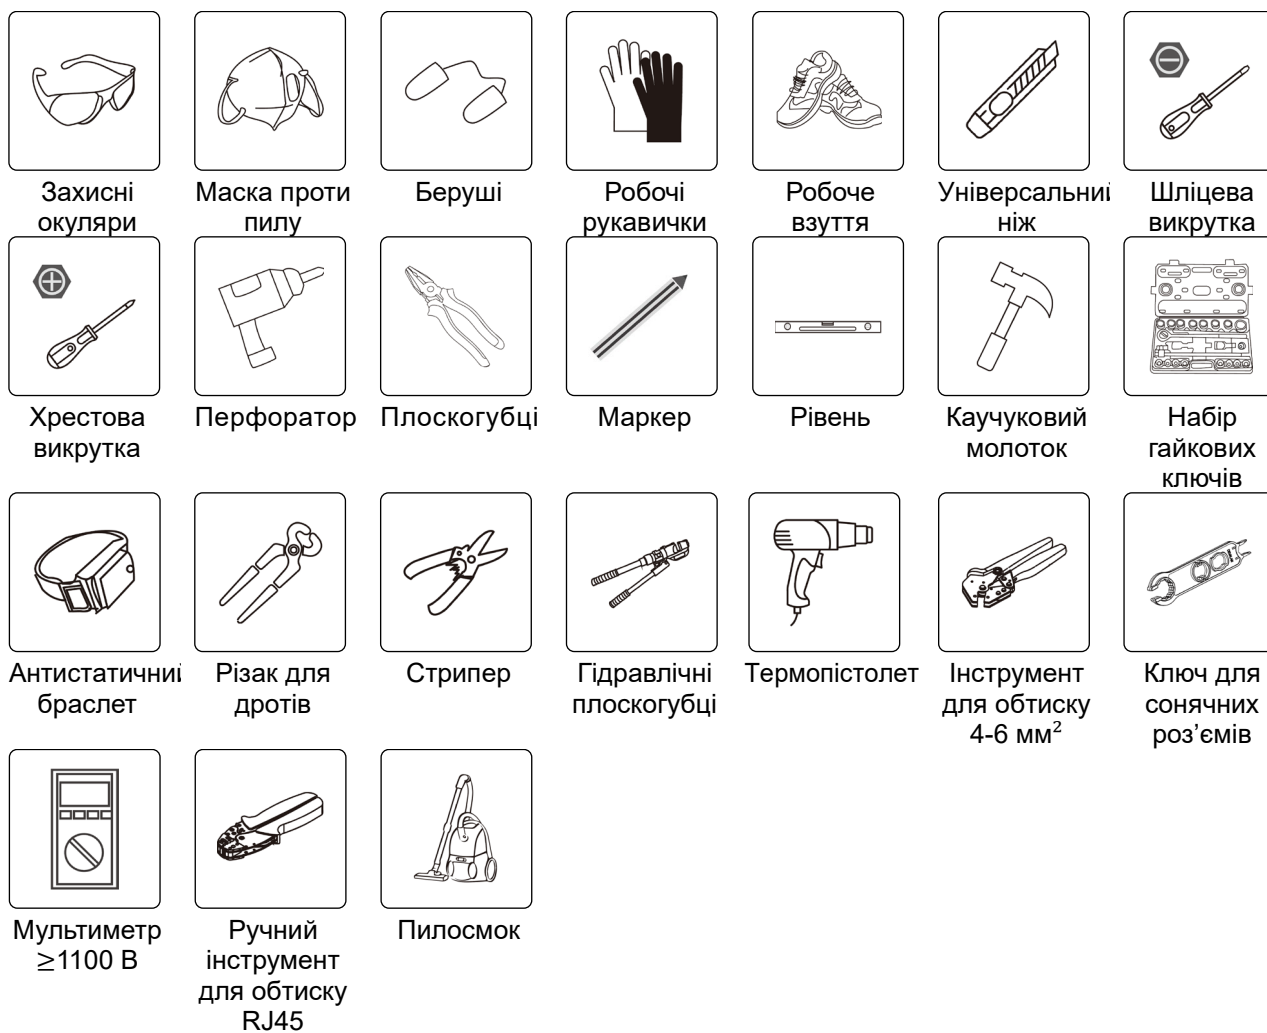 Захисні
окуляри
Маска проти
пилу
Беруші
Робочі
рукавички
Робоче
взуття
Універсальний
ніж
Шліцева
викрутка
Хрестова
викрутка
Перфоратор
Плоскогубці
Маркер
Рівень
Каучуковий
молоток
Набір
гайкових
ключів
Антистатичний
браслет
Різак для
дротів
Стрипер
Гідравлічні
плоскогубці
Термопістолет
Інструмент
для обтиску
4-6 мм²
Ключ для
сонячних
роз’ємів
Мультиметр
≥1100 В
Ручний
інструмент
для обтиску
RJ45
Пилосмок